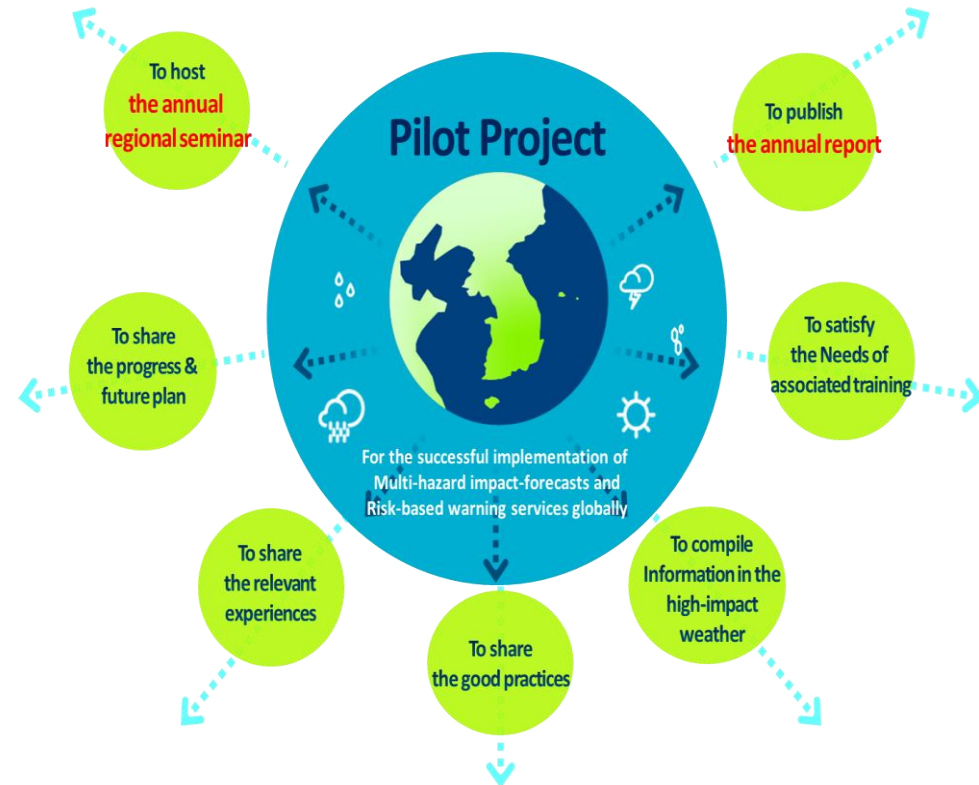 Pilot Project
For the successful implementation of
Multi-hazard impact-forecasts and
Risk-based warning services globally
To host
the annual
regional seminar
To publish
the annual report
To share
the progress &
future plan
To satisfy
the Needs of
associated training
To share
the relevant
experiences
To compile
Information in the
high-impact
weather
To share
the good practices